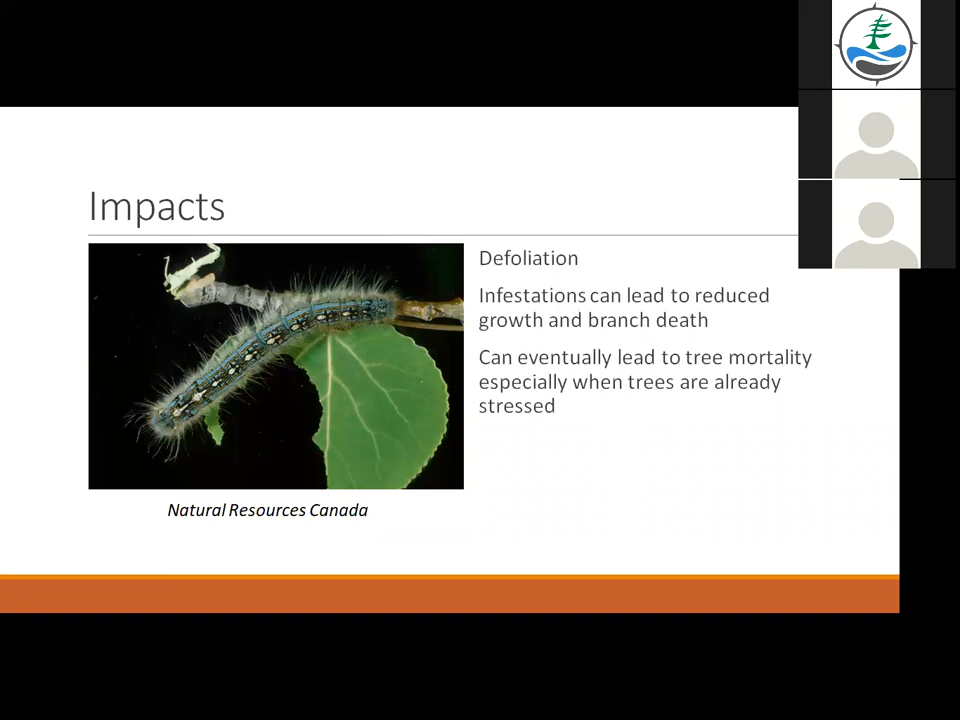 Impacts
Defoliation
Infestations can lead to reduced
growth and branch death
Can eventually lead to tree mortality
especially when trees are already
stressed
Natural Resources Canada